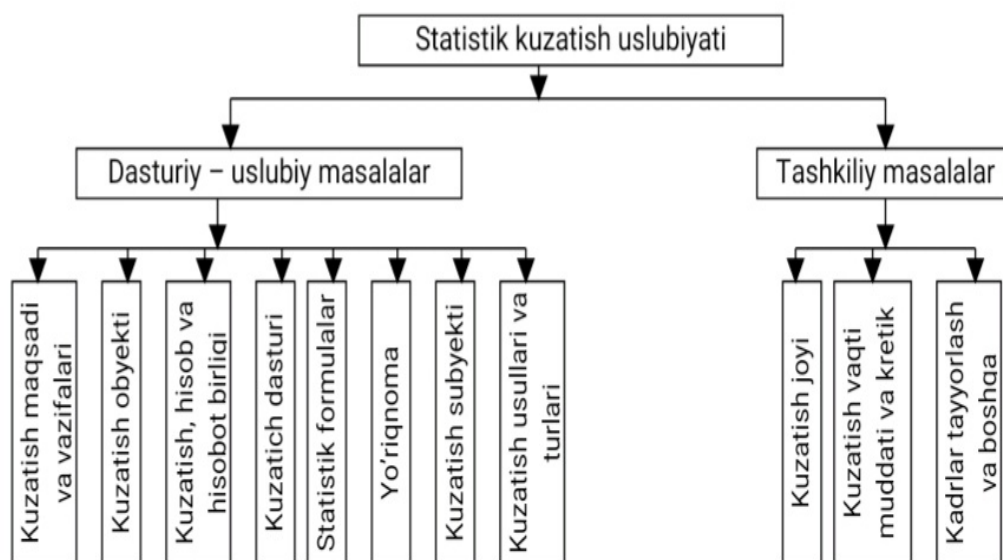 Statistik kuzatish uslubiyati
Dasturiy – uslubiy masalalar
Tashkiliy masalalar
Kuzatish maqsadi
va vazifalari
Kuzatish obyekti
Kuzatish, hisob va
hisobot birliqi
Kuzatich dasturi
Statistik formulalar
Yo'riqnoma
Kuzatish subyekti
Kuzatish usullari va
turlari
Kuzatish joyi
Kuzatish vaqti
muddati va kretik
Kadrlar tayyorlash
va boshqa